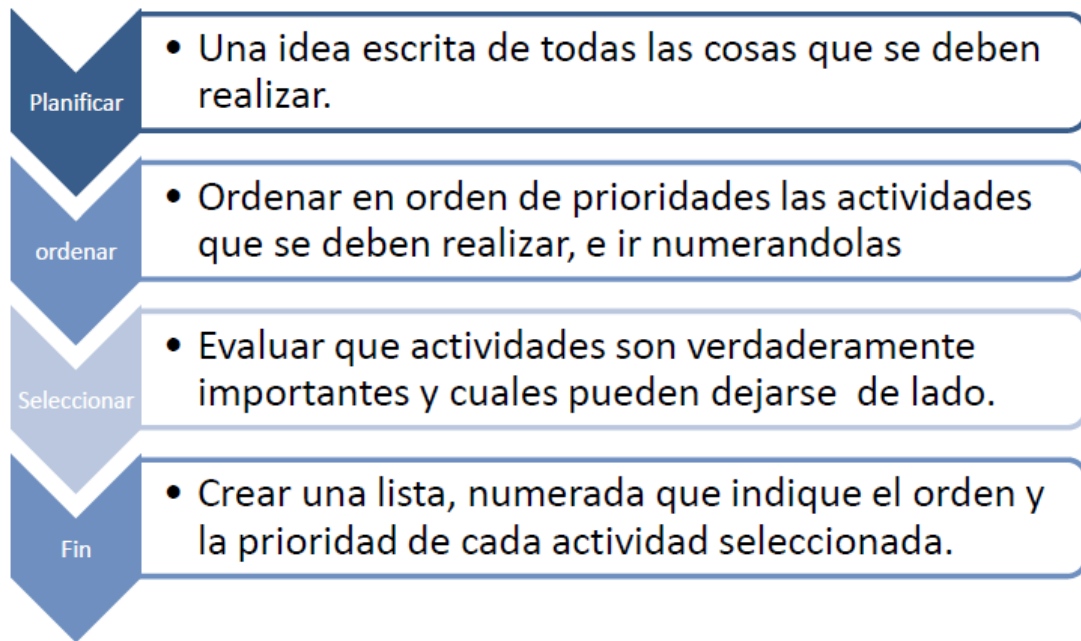 Planificar
• Una idea escrita de todas las cosas que se deben
realizar.
ordenar
• Ordenar en orden de prioridades las actividades
que se deben realizar, e ir numerandolas
Seleccionar
• Evaluar que actividades son verdaderamente
importantes y cuales pueden dejarse  de lado.
Fin
• Crear una lista, numerada que indique el orden y
la prioridad de cada actividad seleccionada.